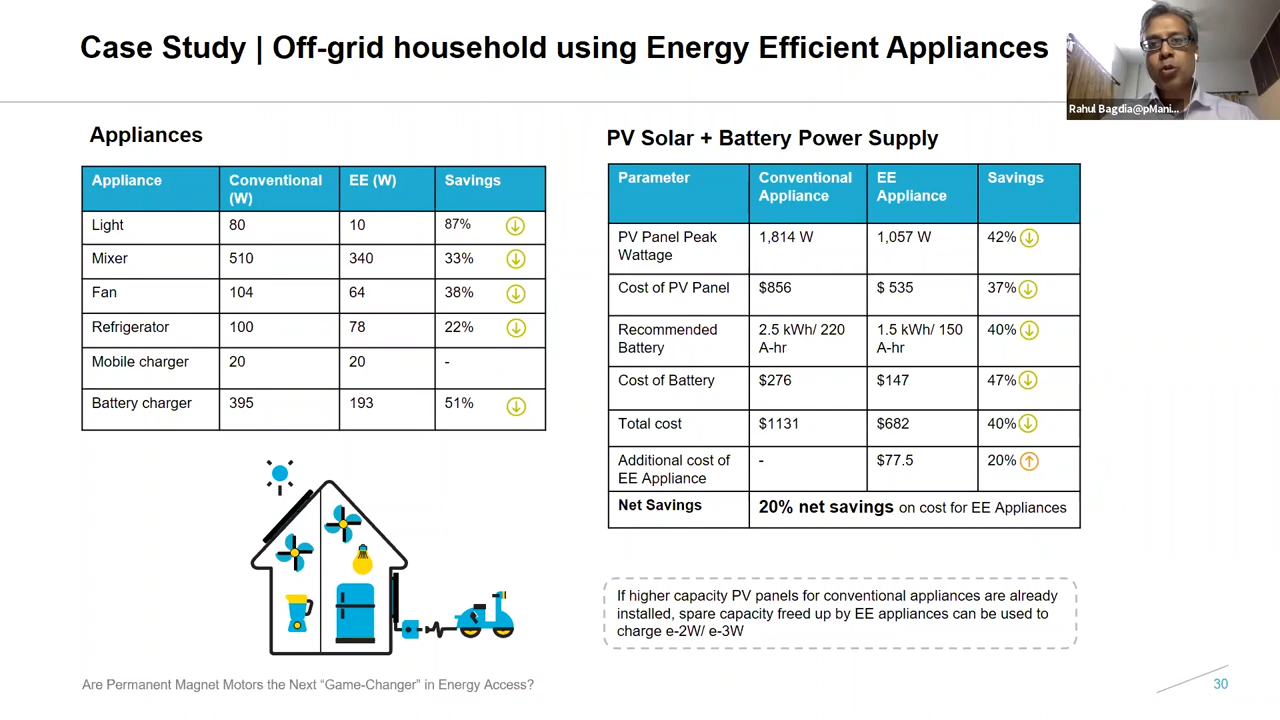 Case Study | Off-grid household using Energy Efficient Appliances
Rahul Bagdia@pMani...
Appliances
Appliance Conventional (W) EE (W) Savings
Light 80 10 87%
Mixer 510 340 33%
Fan 104 64 38%
Refrigerator 100 78 22%
Mobile charger 20 20 -
Battery charger 395 193 51%
PV Solar + Battery Power Supply
Parameter Conventional Appliance EE Appliance Savings
PV Panel Peak Wattage 1,814 W 1,057 W 42%
Cost of PV Panel $856 $ 535 37%
Recommended Battery 2.5 kWh/ 220 A-hr 1.5 kWh/ 150 A-hr 40%
Cost of Battery $276 $147 47%
Total cost $1131 $682 40%
Additional cost of EE Appliance - $77.5 20%
Net Savings 20% net savings on cost for EE Appliances
If higher capacity PV panels for conventional appliances are already
installed, spare capacity freed up by EE appliances can be used to
charge e-2W/ e-3W
Are Permanent Magnet Motors the Next “Game-Changer” in Energy Access?
30